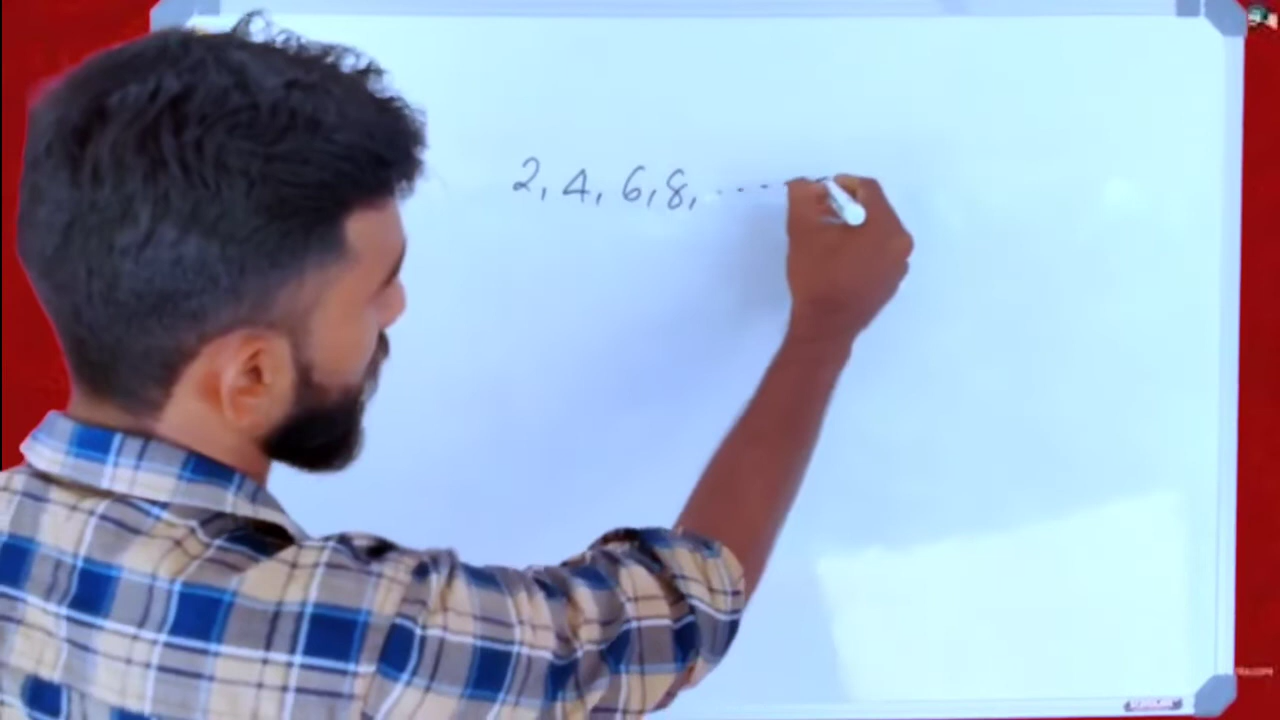 2, 4, 6, 8, ......